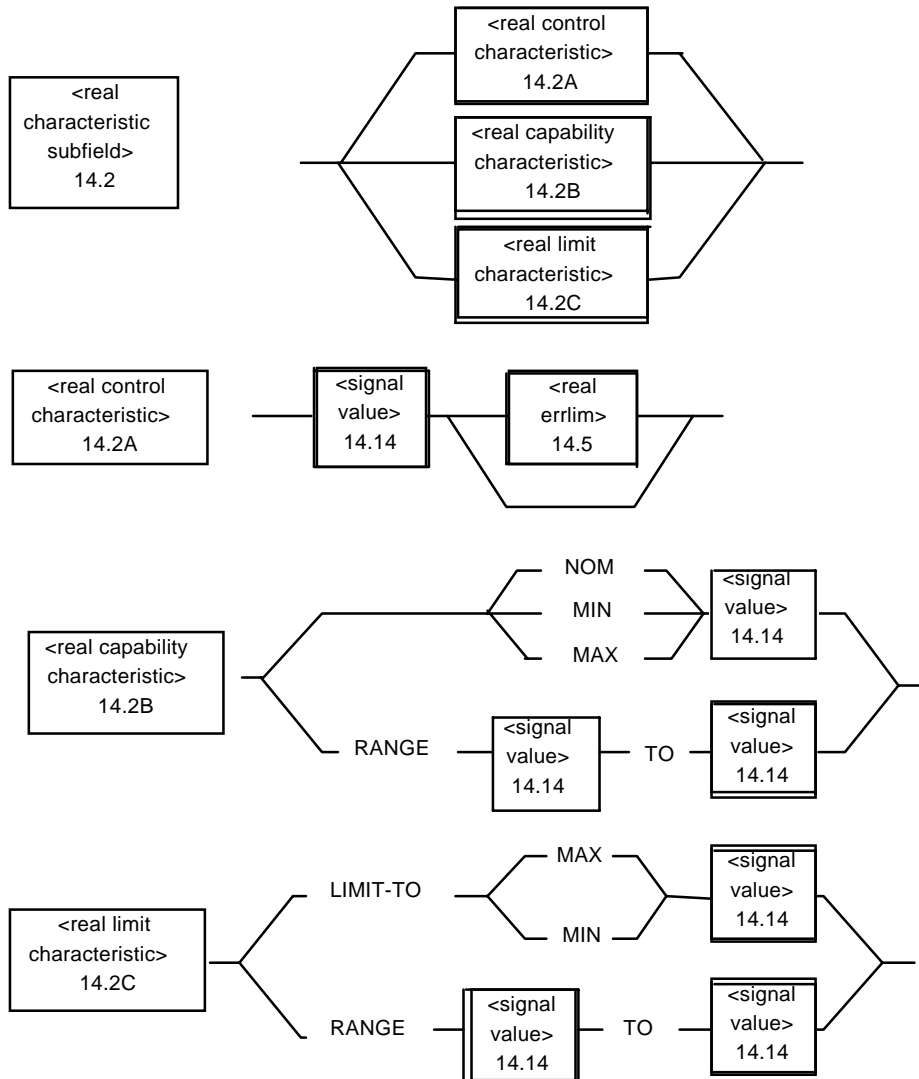 <real
characteristic
subfield>
14.2
<real control
characteristic>
14.2A
<real capability
characteristic>
14.2B
<real limit
characteristic>
14.2C
<real control
characteristic>
14.2A
<signal
value>
14.14
<real
errlim>
14.5
<real capability
characteristic>
14.2B
NOM
MIN
MAX
<signal
value>
14.14
RANGE
<signal
value>
14.14
TO
<signal
value>
14.14
<real limit
characteristic>
14.2C
LIMIT-TO
MAX
MIN
<signal
value>
14.14
RANGE
<signal
value>
14.14
TO
<signal
value>
14.14